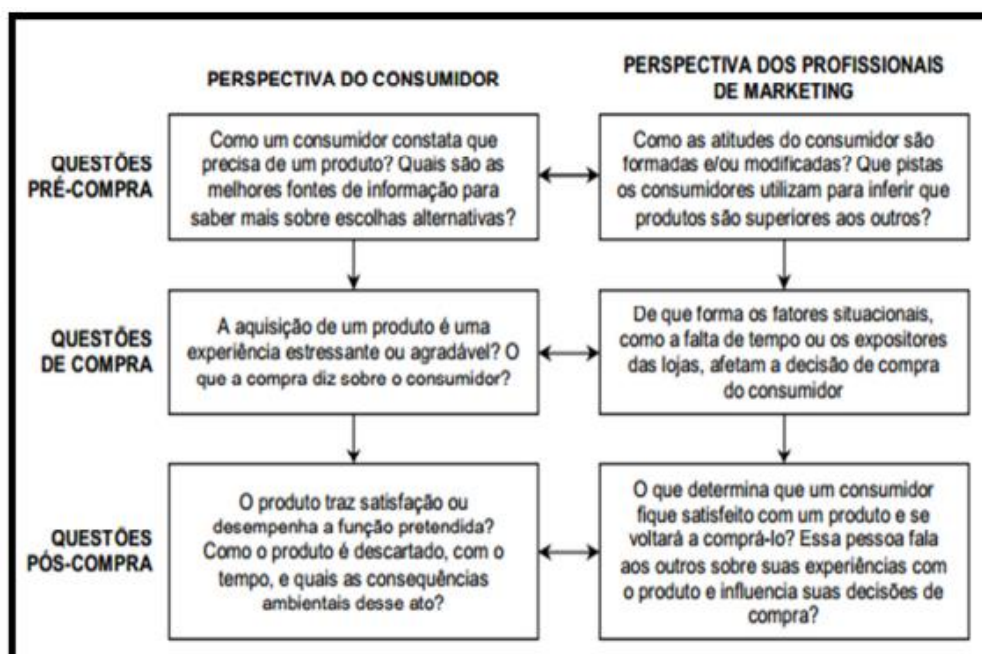 PERSPECTIVA DO CONSUMIDOR
PERSPECTIVA DOS PROFISSIONAIS
DE MARKETING
QUESTÕES
PRÉ-COMPRA
Como um consumidor constata que
precisa de um produto? Quais são as
melhores fontes de informação para
saber mais sobre escolhas alternativas?
Como as atitudes do consumidor são
formadas e/ou modificadas? Que pistas
os consumidores utilizam para inferir que
produtos são superiores aos outros?
QUESTÕES
DE COMPRA
A aquisição de um produto é uma
experiência estressante ou agradável? O
que a compra diz sobre o consumidor?
De que forma os fatores situacionais,
como a falta de tempo ou os expositores
das lojas, afetam a decisão de compra
do consumidor
QUESTÕES
PÓS-COMPRA
O produto traz satisfação ou
desempenha a função pretendida?
Como o produto é descartado, com o
tempo, e quais as consequências
ambientais desse ato?
O que determina que um consumidor
fique satisfeito com um produto e se
voltará a comprá-lo? Essa pessoa fala
aos outros sobre suas experiências com
o produto e influencia suas decisões de
compra?